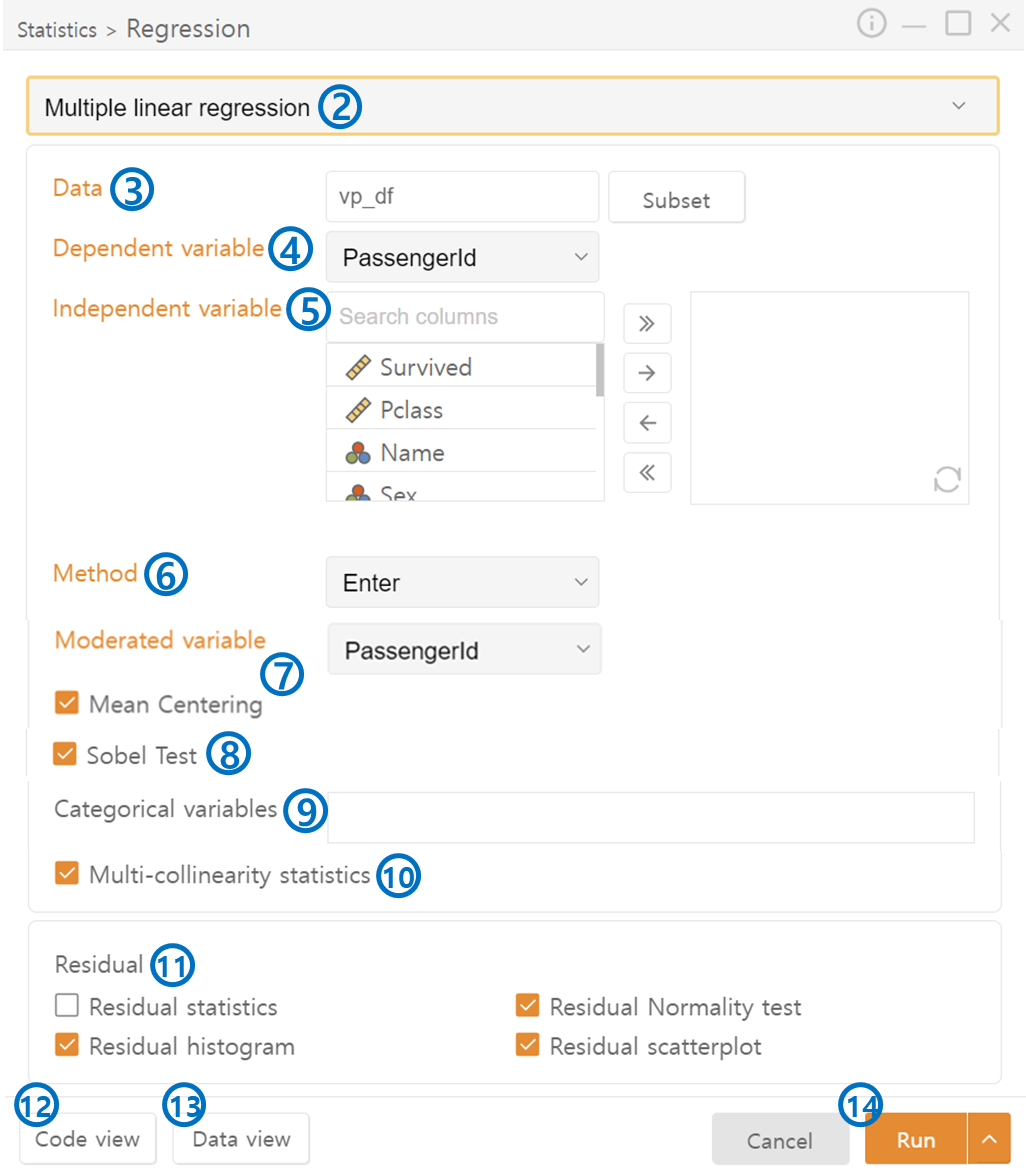 Statistics > Regression
Multiple linear regression ②
Data ③ vp_df Subset
Dependent variable ④ PassengerId
Independent variable ⑤ Search columns
Survived
Pclass
Name
Sex
Method ⑥ Enter
Moderated variable PassengerId
⑦
Mean Centering
Sobel Test ⑧
Categorical variables ⑨
Multi-collinearity statistics ⑩
Residual ⑪
Residual statistics Residual Normality test
Residual histogram Residual scatterplot
⑫ ⑬ ⑭
Code view Data view Cancel Run